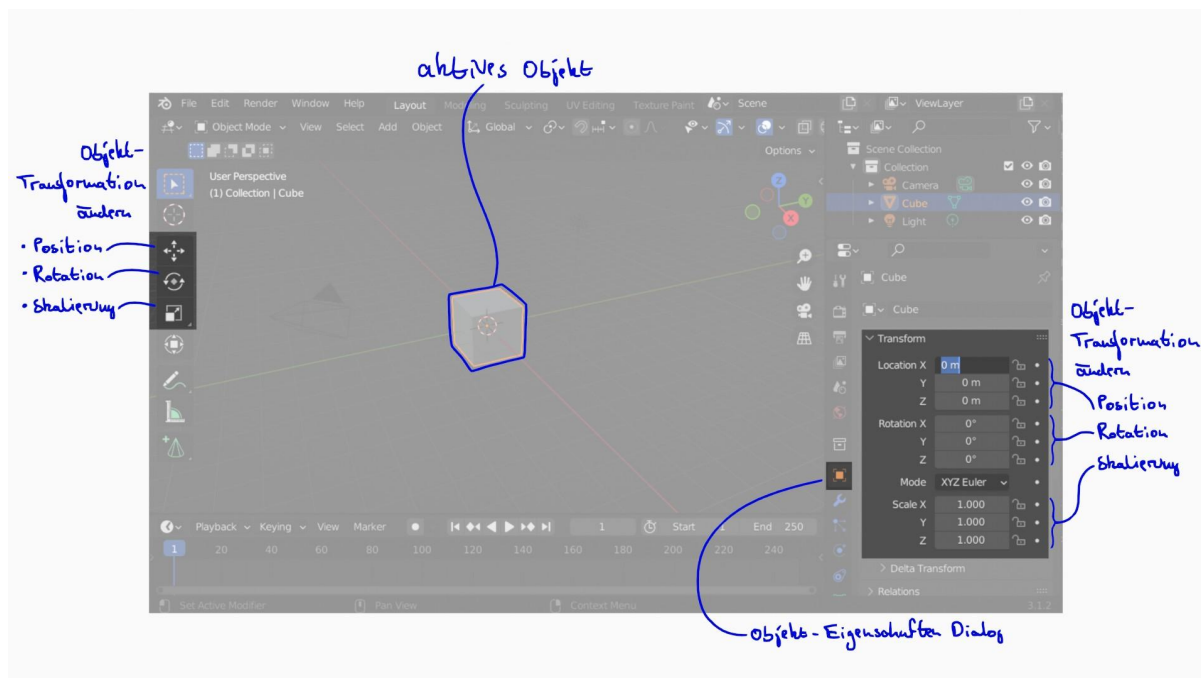 aktives Objekt
File Edit Render Window Help Layout Modeling Sculpting UV Editing Texture Paint Scene ViewLayer
Object Mode View Select Add Object Global
Options
User Perspective
(1) Collection | Cube
Z
Y
X
Objekt-
Transformation
ändern
• Position
• Rotation
• Skalierung
Scene Collection
Collection
Camera
Cube
Light
Cube
Cube
Transform
Location X 0 m
Y 0 m
Z 0 m
Rotation X 0°
Y 0°
Z 0°
Mode XYZ Euler
Scale X 1.000
Y 1.000
Z 1.000
Delta Transform
Relations
Objekt-
Transformation
ändern
Position
Rotation
Skalierung
Playback Keying View Marker 1 Start 1 End 250
1 20 40 60 80 100 120 140 160 180 200 220 240
Set Active Modifier Pan View Context Menu 3.1.2
Objekt-Eigenschaften Dialog